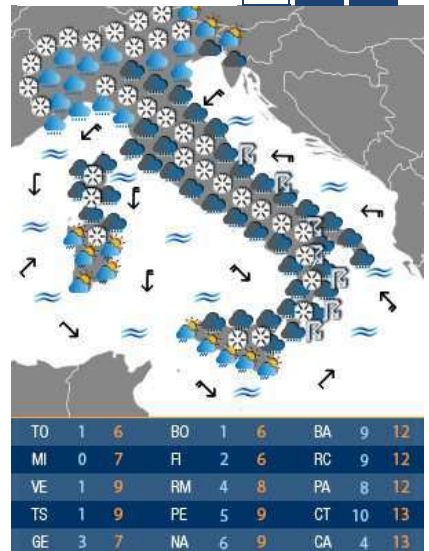 TO 1 6 BO 1 6 BA 9 12
MI 0 7 FI 2 6 RC 9 12
VE 1 9 RM 4 8 PA 8 12
TS 1 9 PE 5 9 CT 10 13
GE 3 7 NA 6 9 CA 4 13